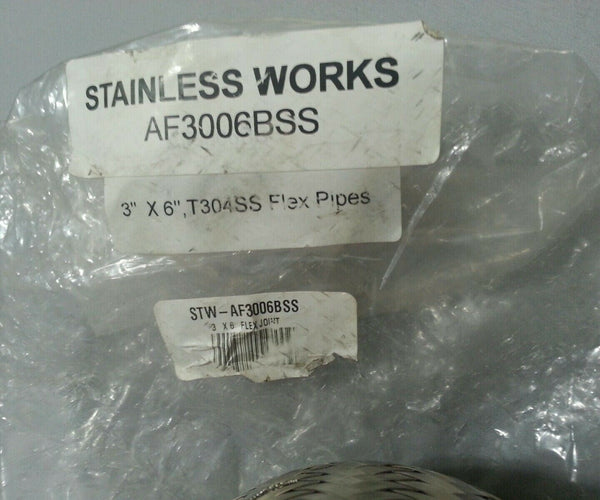 STAINLESS WORKS
AF3006BSS
3" X 6",T304SS Flex Pipes
STW-AF3006BSS
3 X 6 FLEX JOINT